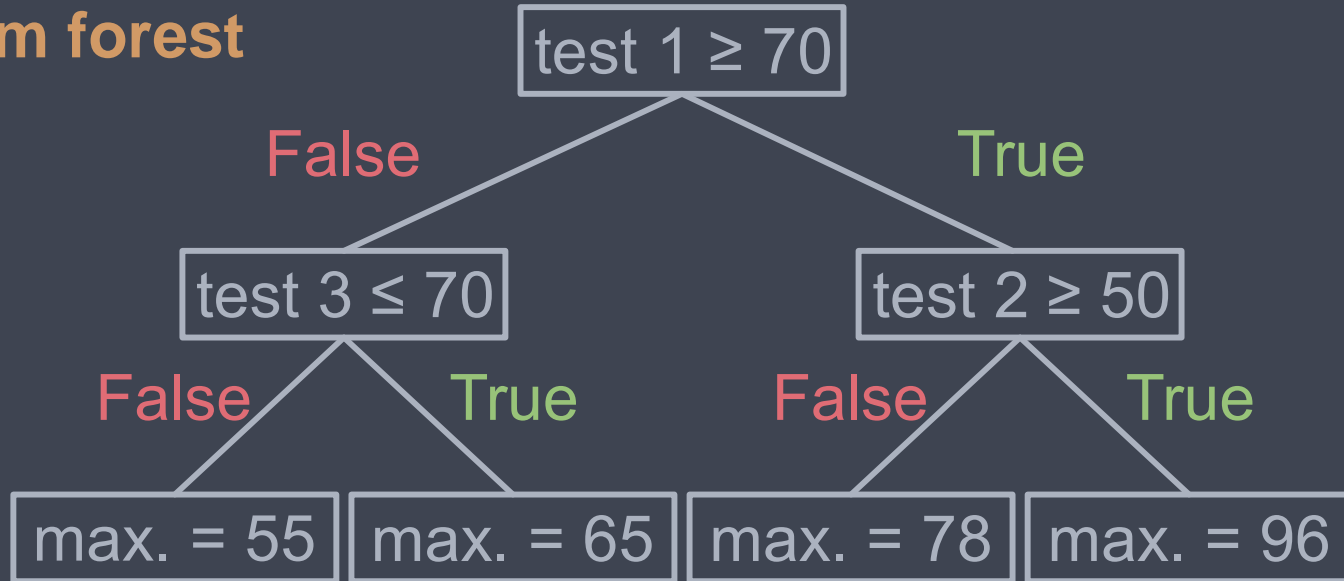 m forest
test 1 ≥ 70
False
True
test 3 ≤ 70
test 2 ≥ 50
False
True
False
True
max. = 55
max. = 65
max. = 78
max. = 96